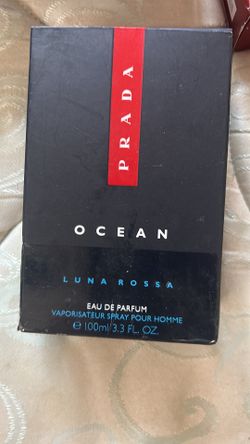 PRADA
OCEAN
LUNA ROSSA
EAU DE PARFUM
VAPORISATEUR SPRAY POUR HOMME
℮ 100ml/3.3 FL. OZ.